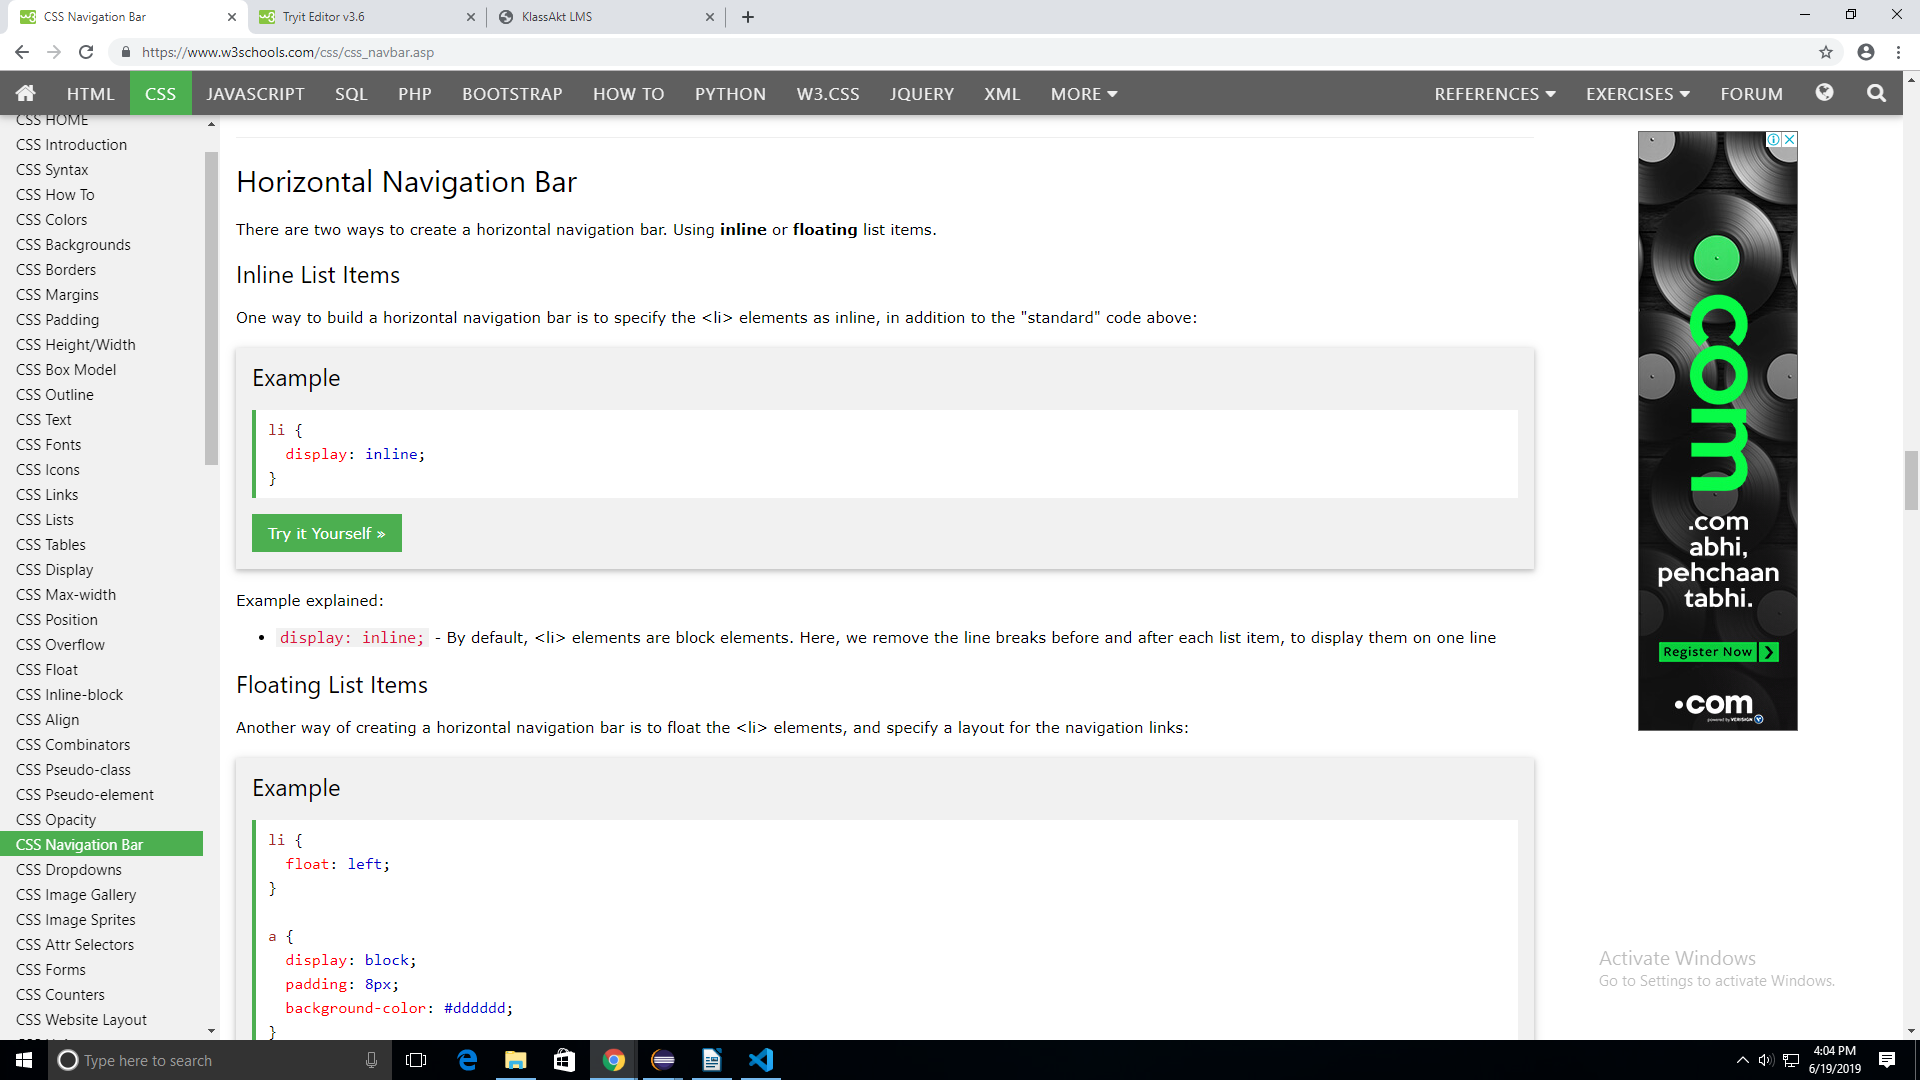 CSS Navigation Bar
Tryit Editor v3.6
KlassAkt LMS
https://www.w3schools.com/css/css_navbar.asp
HTML
CSS
JAVASCRIPT
SQL
PHP
BOOTSTRAP
HOW TO
PYTHON
W3.CSS
JQUERY
XML
MORE
REFERENCES
EXERCISES
FORUM
CSS HOME
CSS Introduction
CSS Syntax
CSS How To
CSS Colors
CSS Backgrounds
CSS Borders
CSS Margins
CSS Padding
CSS Height/Width
CSS Box Model
CSS Outline
CSS Text
CSS Fonts
CSS Icons
CSS Links
CSS Lists
CSS Tables
CSS Display
CSS Max-width
CSS Position
CSS Overflow
CSS Float
CSS Inline-block
CSS Align
CSS Combinators
CSS Pseudo-class
CSS Pseudo-element
CSS Opacity
CSS Navigation Bar
CSS Dropdowns
CSS Image Gallery
CSS Image Sprites
CSS Attr Selectors
CSS Forms
CSS Counters
CSS Website Layout
Horizontal Navigation Bar
There are two ways to create a horizontal navigation bar. Using inline or floating list items.
Inline List Items
One way to build a horizontal navigation bar is to specify the <li> elements as inline, in addition to the "standard" code above:
Example
li {
display: inline;
}
Try it Yourself »
Example explained:
• display: inline; - By default, <li> elements are block elements. Here, we remove the line breaks before and after each list item, to display them on one line
Floating List Items
Another way of creating a horizontal navigation bar is to float the <li> elements, and specify a layout for the navigation links:
Example
li {
float: left;
}
a {
display: block;
padding: 8px;
background-color: #dddddd;
}
.com
.com
abhi,
pehchaan
tabhi.
Register Now
.com
powered by VERISIGN
Activate Windows
Go to Settings to activate Windows.
Type here to search
4:04 PM
6/19/2019